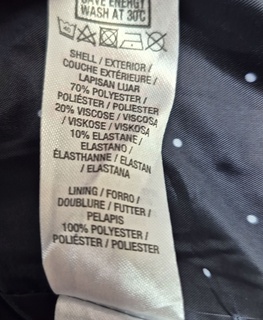 SAVE ENERGY
WASH AT 30°C
SHELL / EXTERIOR /
COUCHE EXTÉRIEURE /
LAPISAN LUAR
70% POLYESTER /
POLIÉSTER / POLIESTER
20% VISCOSE / VISCOSA
/ VISKOSE / VISKOSA
10% ELASTANE /
ELASTANO /
ÉLASTHANNE / ELASTAN
/ ELASTANA
LINING / FORRO /
DOUBLURE / FUTTER /
PELAPIS
100% POLYESTER /
POLIÉSTER / POLIESTER